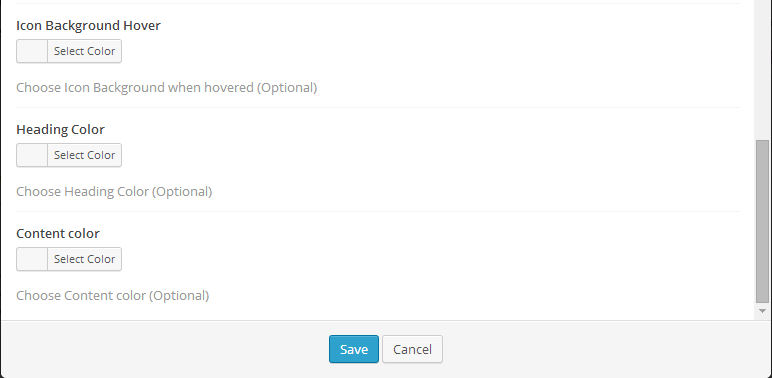 Icon Background Hover
Select Color
Choose Icon Background when hovered (Optional)
Heading Color
Select Color
Choose Heading Color (Optional)
Content color
Select Color
Choose Content color (Optional)
Save Cancel